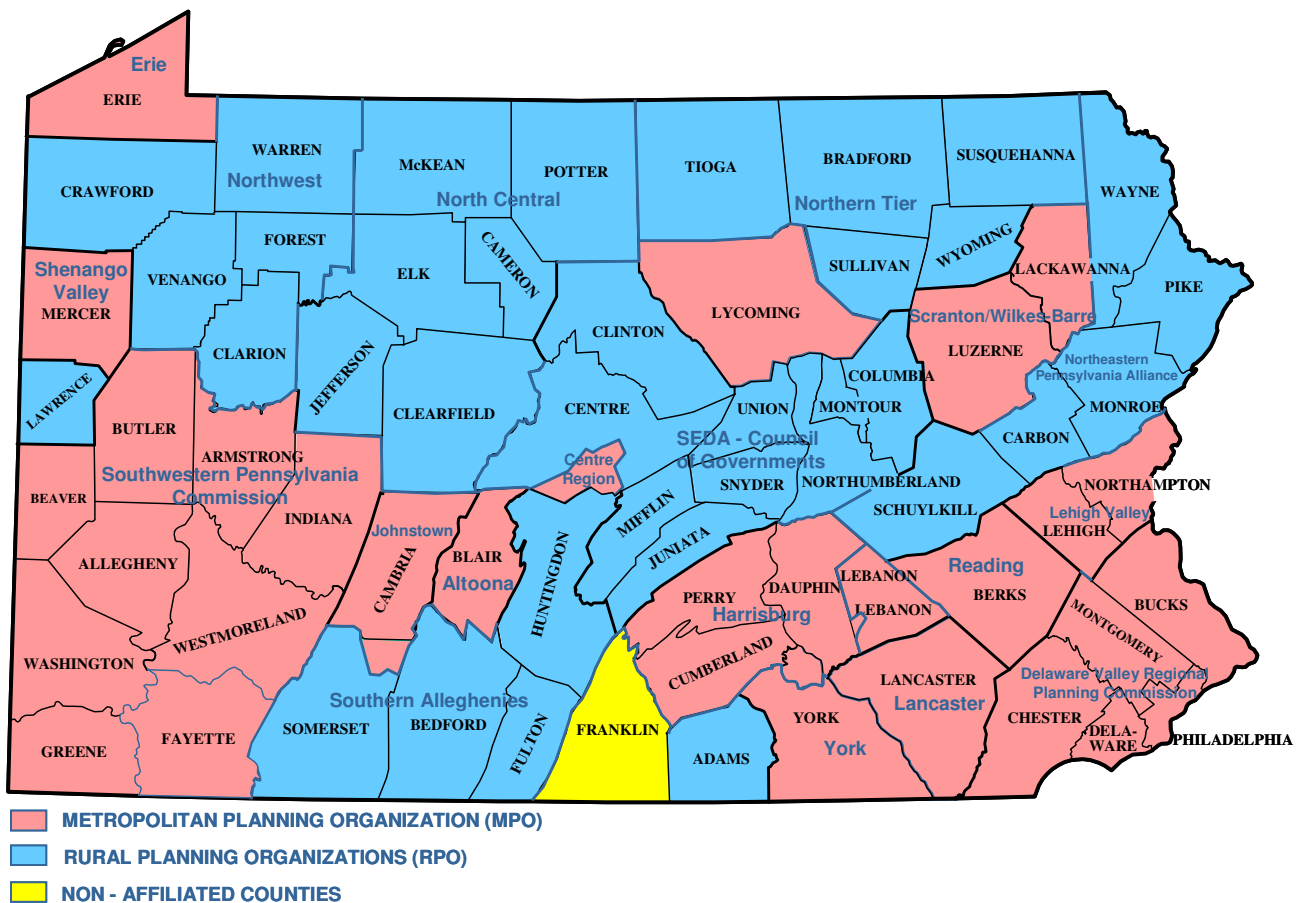 Erie
ERIE
WARREN
Northwest
CRAWFORD
McKEAN
POTTER
North Central
TIOGA
BRADFORD
Northern Tier
SUSQUEHANNA
WAYNE
FOREST
VENANGO
ELK
CAMERON
SULLIVAN
WYOMING
LACKAWANNA
PIKE
Shenango
Valley
MERCER
CLARION
JEFFERSON
CLINTON
LYCOMING
Scranton/Wilkes-Barre
LUZERNE
Northeastern
Pennsylvania Alliance
LAWRENCE
BUTLER
ARMSTRONG
CLEARFIELD
CENTRE
UNION
MONTOUR
COLUMBIA
MONROE
CARBON
Southwestern Pennsylvania
Commission
Centre
Region
SEDA - Council
of Governments
SNYDER
NORTHUMBERLAND
SCHUYLKILL
NORTHAMPTON
Lehigh Valley
LEHIGH
BEAVER
INDIANA
Johnstown
CAMBRIA
BLAIR
Altoona
HUNTINGDON
MIFFLIN
JUNIATA
ALLEGHENY
WESTMORELAND
PERRY
DAUPHIN
Harrisburg
CUMBERLAND
LEBANON
LEBANON
Reading
BERKS
BUCKS
MONTGOMERY
WASHINGTON
Southern Alleghenies
SOMERSET
BEDFORD
FULTON
FRANKLIN
ADAMS
YORK
York
LANCASTER
Lancaster
Delaware Valley Regional
Planning Commission
CHESTER
DELA-
WARE
PHILADELPHIA
GREENE
FAYETTE
METROPOLITAN PLANNING ORGANIZATION (MPO)
RURAL PLANNING ORGANIZATIONS (RPO)
NON - AFFILIATED COUNTIES